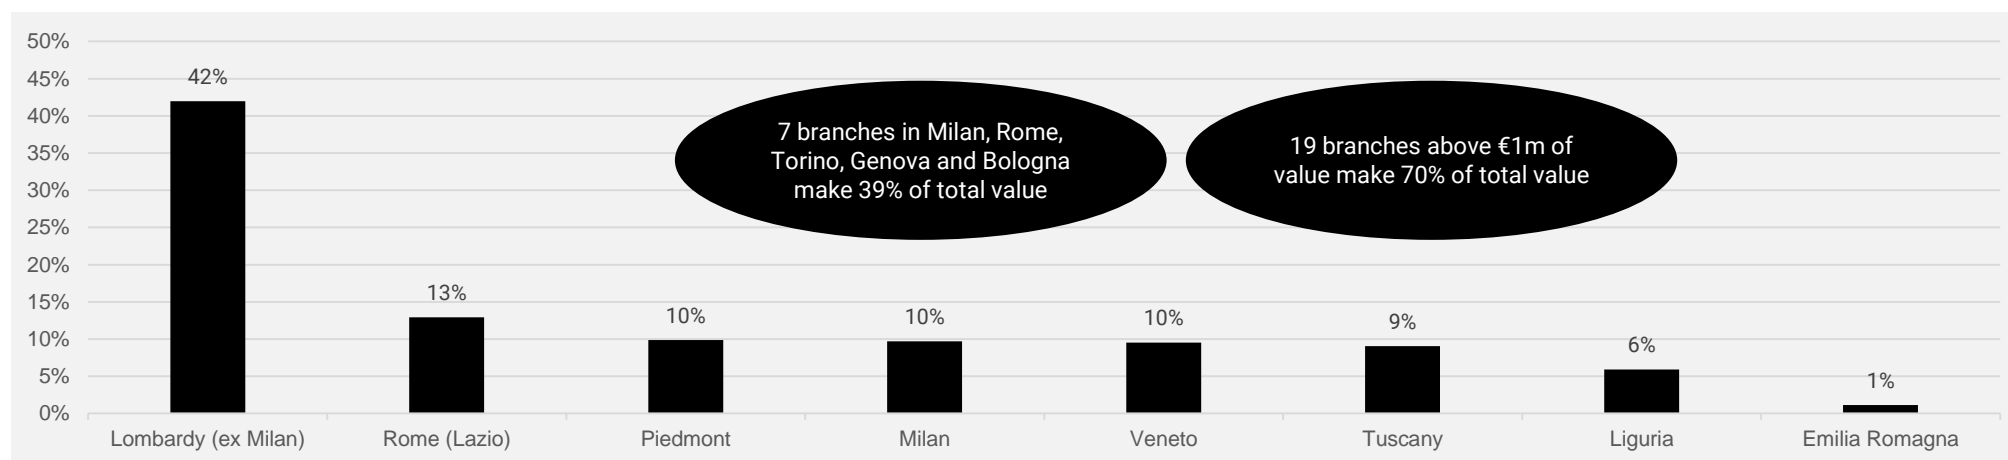 50%
45%
40%
35%
30%
25%
20%
15%
10%
5%
0%
42%
13%
10%
10%
10%
9%
6%
1%
7 branches in Milan, Rome,
Torino, Genova and Bologna
make 39% of total value
19 branches above €1m of
value make 70% of total value
Lombardy (ex Milan)
Rome (Lazio)
Piedmont
Milan
Veneto
Tuscany
Liguria
Emilia Romagna